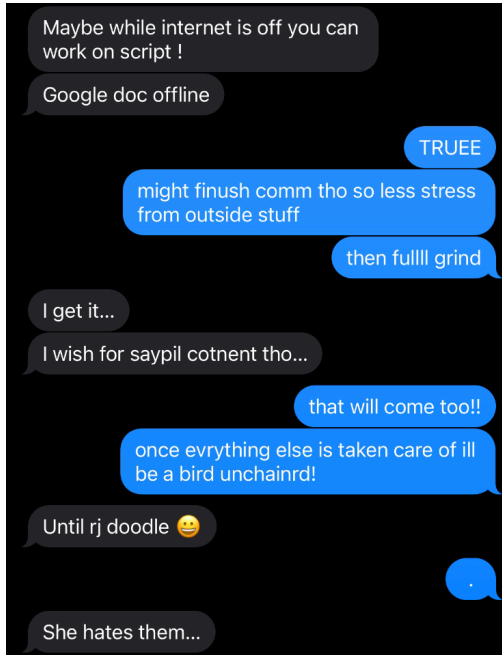 Maybe while internet is off you can
work on script !
Google doc offline
TRUEE
might finush comm tho so less stress
from outside stuff
then fullll grind
I get it...
I wish for saypil cotnent tho...
that will come too!!
once evrything else is taken care of ill
be a bird unchainrd!
Until rj doodle 😀
.
She hates them...